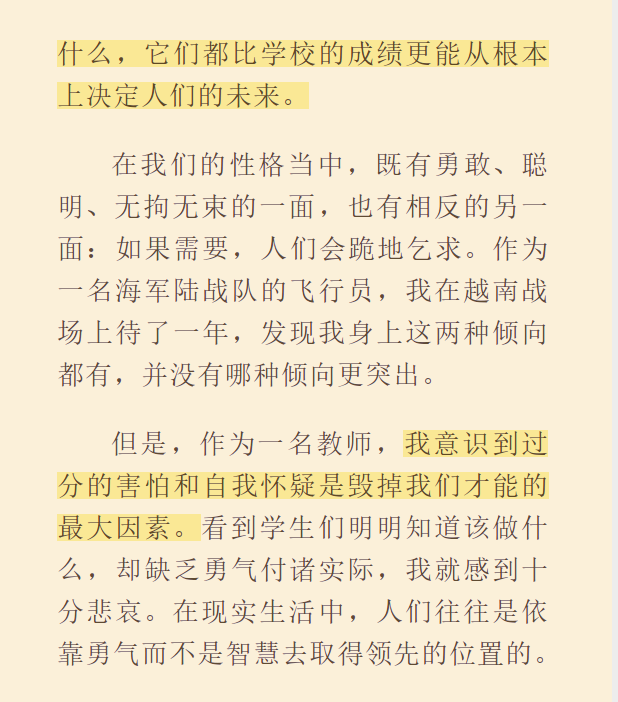 什么，它们都比学校的成绩更能从根本
上决定人们的未来。
在我们的性格当中，既有勇敢、聪
明、无拘无束的一面，也有相反的另一
面：如果需要，人们会跪地乞求。作为
一名海军陆战队的飞行员，我在越南战
场上待了一年，发现我身上这两种倾向
都有，并没有哪种倾向更突出。
但是，作为一名教师，我意识到过
分的害怕和自我怀疑是毁掉我们才能的
最大因素。看到学生们明明知道该做什
么，却缺乏勇气付诸实际，我就感到十
分悲哀。在现实生活中，人们往往是依
靠勇气而不是智慧去取得领先的位置的。